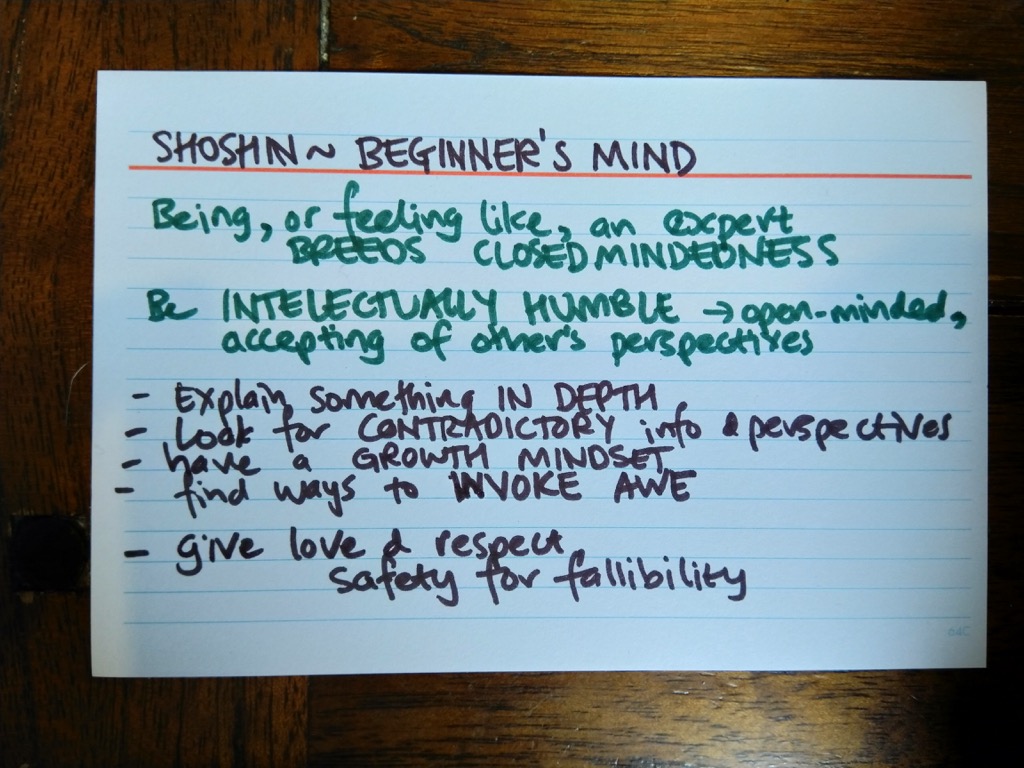 SHOSHIN ~ BEGINNER'S MIND
Being, or feeling like, an expert
BREEDS CLOSEDMINDEDNESS
Be INTELECTUALLY HUMBLE → open-minded,
accepting of other's perspectives
- Explain something IN DEPTH
- Look for CONTRADICTORY info & perspectives
- have a GROWTH MINDSET
- find ways to INVOKE AWE
- give love & respect
safety for fallibility